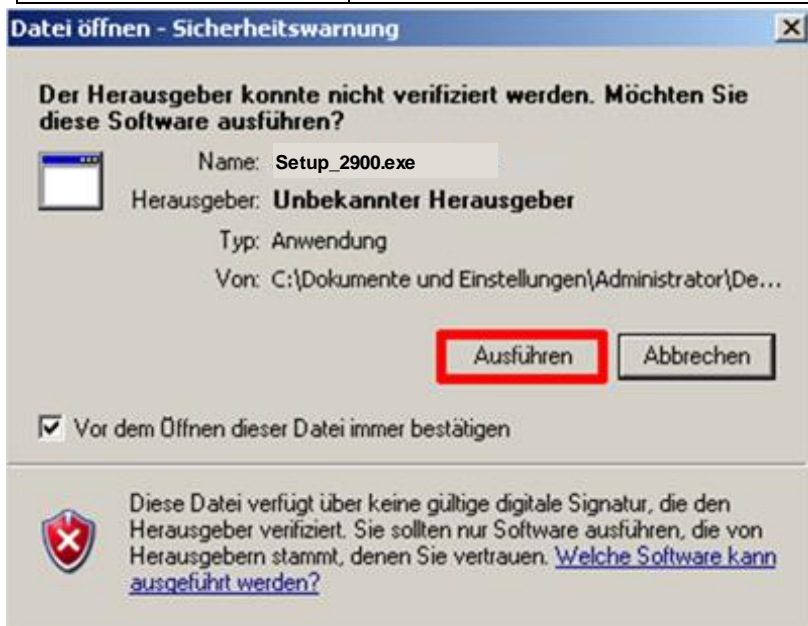 Datei öffnen - Sicherheitswarnung
Der Herausgeber konnte nicht verifiziert werden. Möchten Sie
diese Software ausführen?
Name: Setup_2900.exe
Herausgeber: Unbekannter Herausgeber
Typ: Anwendung
Von: C:\Dokumente und Einstellungen\Administrator\De...
Ausführen Abbrechen
Vor dem Öffnen dieser Datei immer bestätigen
Diese Datei verfügt über keine gültige digitale Signatur, die den
Herausgeber verifiziert. Sie sollten nur Software ausführen, die von
Herausgebern stammt, denen Sie vertrauen. Welche Software kann
ausgeführt werden?